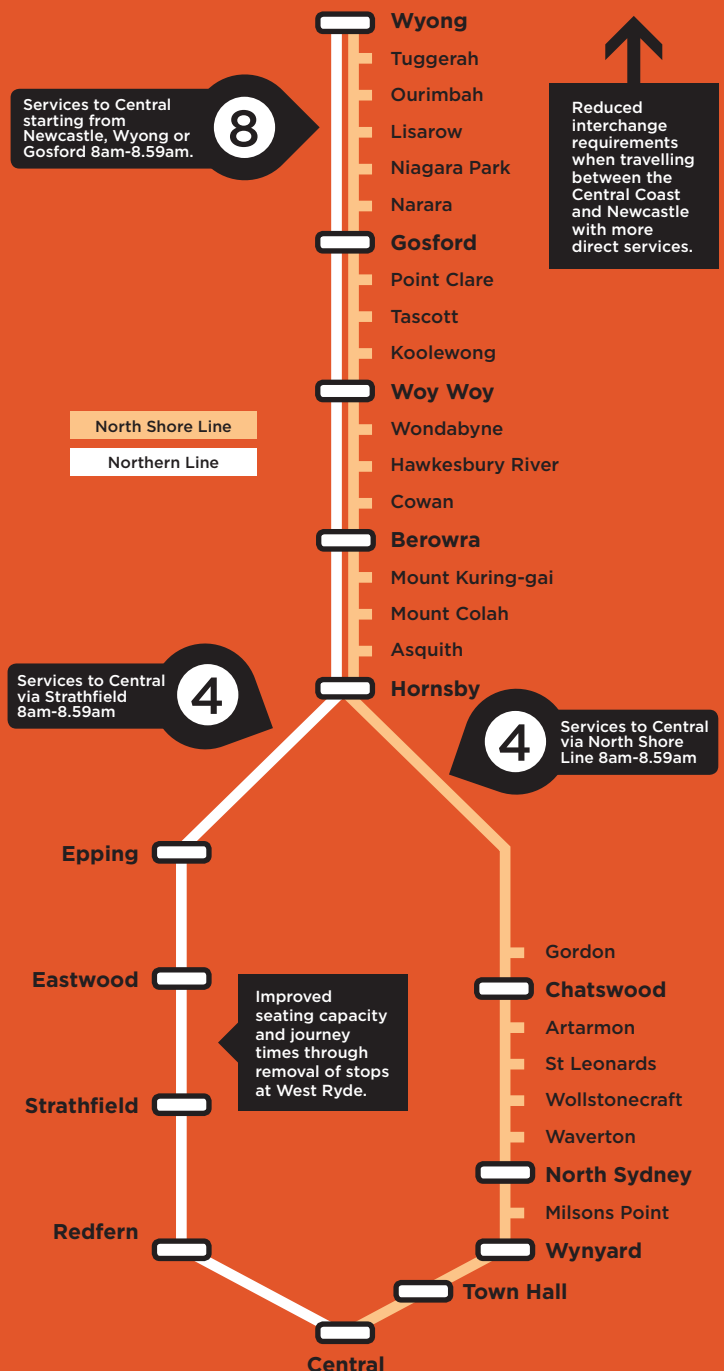 Wyong
Tuggerah
Ourimbah
Lisarow
Niagara Park
Narara
Gosford
Point Clare
Tascott
Koolewong
Woy Woy
Wondabyne
Hawkesbury River
Cowan
Berowra
Mount Kuring-gai
Mount Colah
Asquith
Hornsby
Services to Central
starting from
Newcastle, Wyong or
Gosford 8am-8.59am.
8
Reduced
interchange
requirements
when travelling
between the
Central Coast
and Newcastle
with more
direct services.
North Shore Line
Northern Line
Services to Central
via Strathfield
8am-8.59am
4
4
Services to Central
via North Shore
Line 8am-8.59am
Epping
Eastwood
Strathfield
Redfern
Improved
seating capacity
and journey
times through
removal of stops
at West Ryde.
Gordon
Chatswood
Artarmon
St Leonards
Wollstonecraft
Waverton
North Sydney
Milsons Point
Wynyard
Town Hall
Central